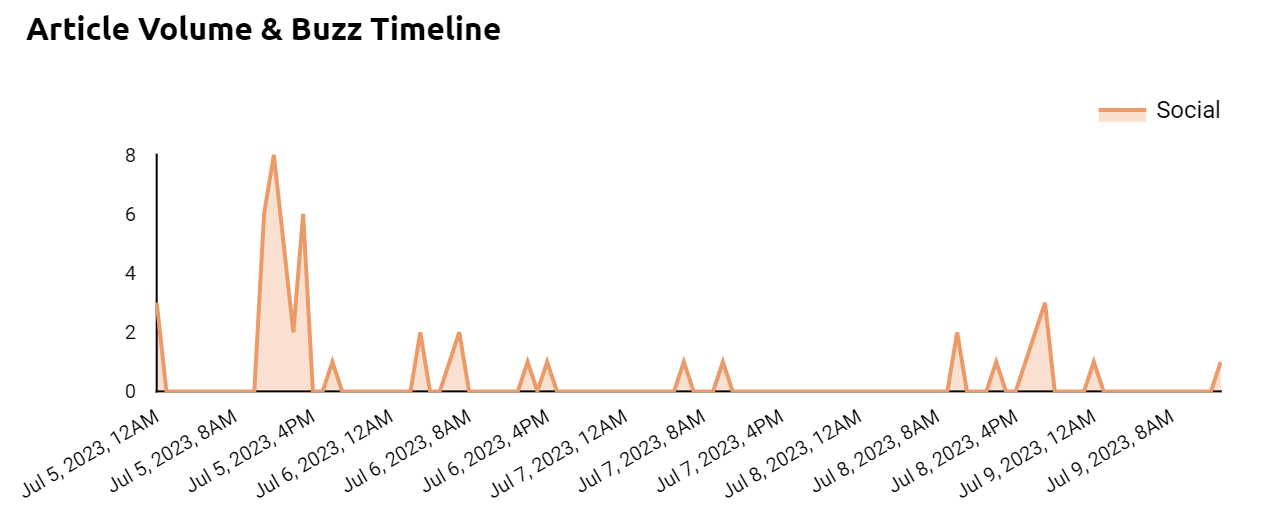 Article Volume & Buzz Timeline
Social
8
6
4
2
0
Jul 5, 2023, 12AM
Jul 5, 2023, 8AM
Jul 5, 2023, 4PM
Jul 6, 2023, 12AM
Jul 6, 2023, 8AM
Jul 6, 2023, 4PM
Jul 7, 2023, 12AM
Jul 7, 2023, 8AM
Jul 7, 2023, 4PM
Jul 8, 2023, 12AM
Jul 8, 2023, 8AM
Jul 8, 2023, 4PM
Jul 9, 2023, 12AM
Jul 9, 2023, 8AM